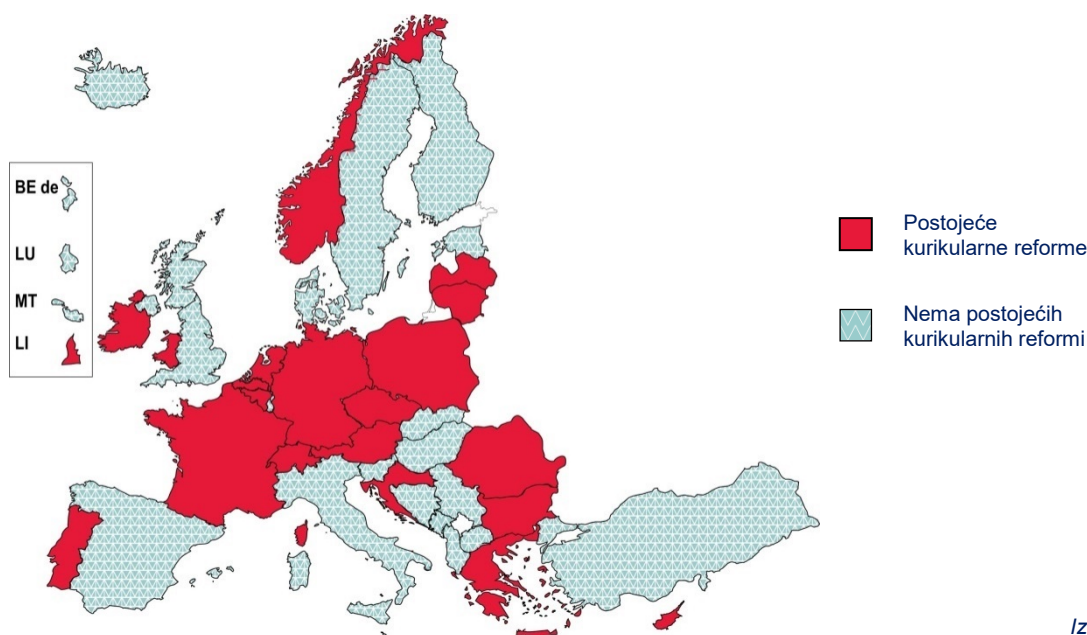 BE de
LU
MT
LI
Postojeće
kurikularne reforme
Nema postojećih
kurikularnih reformi
Iz